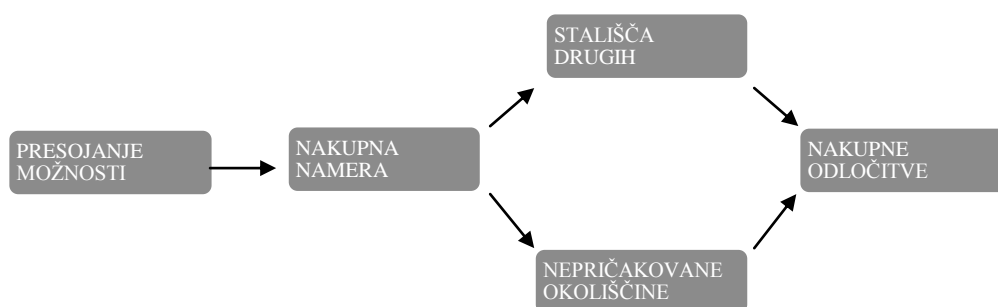 PRESOJANJE
MOŽNOSTI
NAKUPNA
NAMERA
STALIŠČA
DRUGIH
NEPRIČAKOVANE
OKOLIŠČINE
NAKUPNE
ODLOČITVE